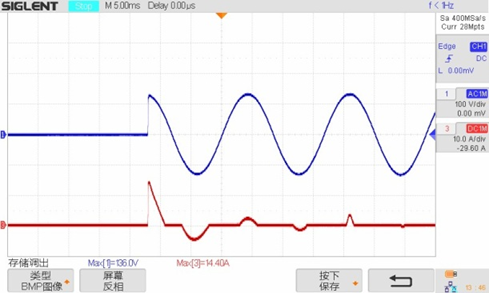 SIGLENT Stop M 5.00ms Delay 0.00μs f < 1Hz
Sa 400MSa/s
Curr 28Mpts
Edge CH1
DC
L 0.00mV
1 AC1M
100 V/div
0.00 mV
3 DC1M
10.0 A/div
-29.60 A
存储调出 Max[1]=136.0V Max[3]=14.40A
类型
BMP图像
屏幕
反相
按下
保存
13:46